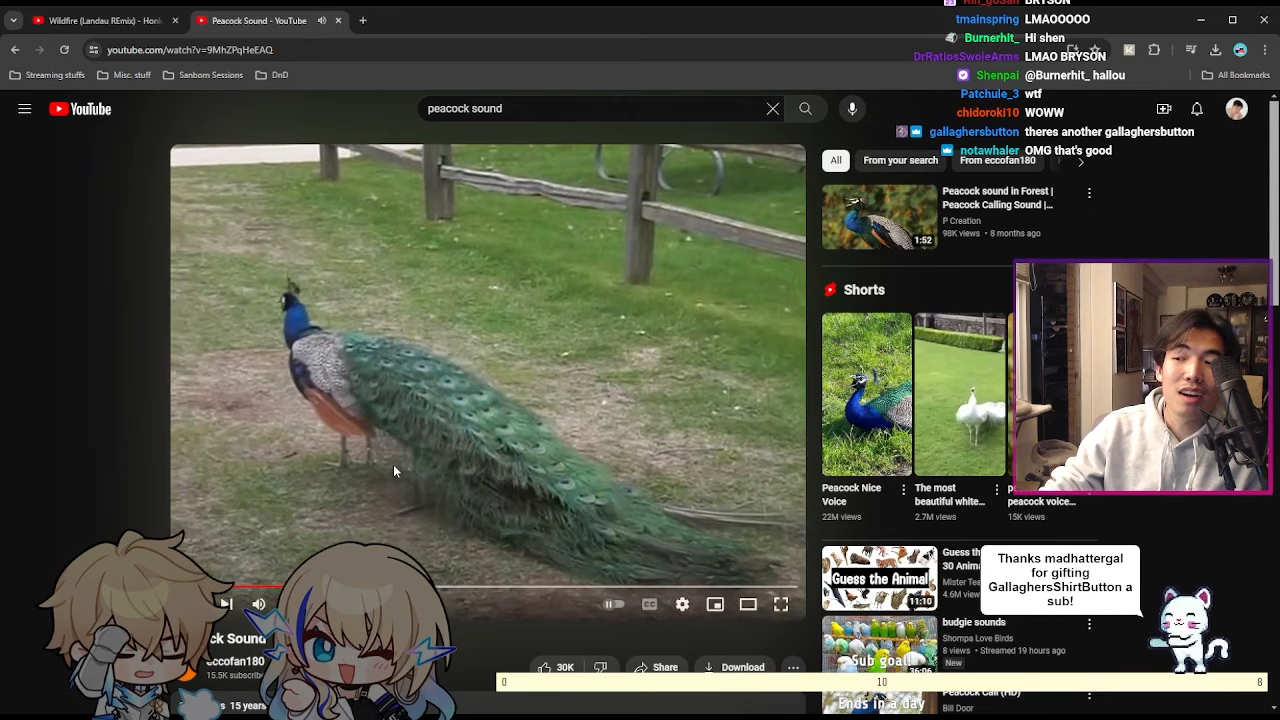 Wildfire (Landau REmix) - Honk
Peacock Sound - YouTube
youtube.com/watch?v=9MhZPqHeEAQ
Streaming stuffs
Misc. stuff
Sanborn Sessions
DnD
All Bookmarks
BRYSON
tmainspring LMAOOOOO
Burnerhit_ Hi shen
DrRatiosSwoleArms LMAO BRYSON
Shenpai @Burnerhit_ hallou
Patchule_3 wtf
chidoroki10 WOWW
gallaghersbutton theres another gallaghersbutton
notawhaler OMG that's good
YouTube
peacock sound
All
From your search
From eccofan180
Peacock sound in Forest |
Peacock Calling Sound |...
P Creation
98K views • 8 months ago
1:52
Shorts
Peacock Nice
Voice
22M views
The most
beautiful white...
2.7M views
peacock voice...
15K views
Guess the Animal
11:10
Guess th
30 Anima
Mister Tea
4.6M view
Thanks madhattergal
for gifting
GallaghersShirtButton a
sub!
budgie sounds
Shompa Love Birds
8 views • Streamed 19 hours ago
New
36:06
Sub goal
0
10
8
Ends in a day
Peacock Call (HD)
Bill Door
ck Sound
eccofan180
15.5K subscribe
30K
Share
Download
15 years